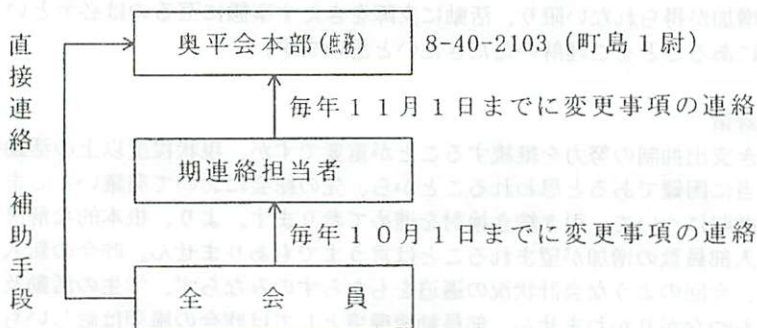 奥平会本部(庶務) 8-40-2103 (町島1尉)
毎年11月1日までに変更事項の連絡
期連絡担当者
毎年10月1日までに変更事項の連絡
全会員
直接連絡 補助手段